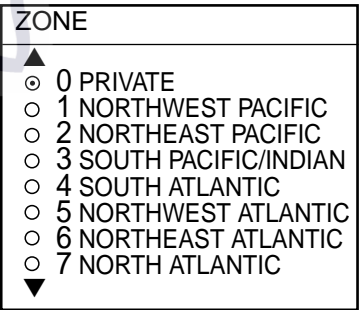 ZONE
0 PRIVATE
1 NORTHWEST PACIFIC
2 NORTHEAST PACIFIC
3 SOUTH PACIFIC/INDIAN
4 SOUTH ATLANTIC
5 NORTHWEST ATLANTIC
6 NORTHEAST ATLANTIC
7 NORTH ATLANTIC